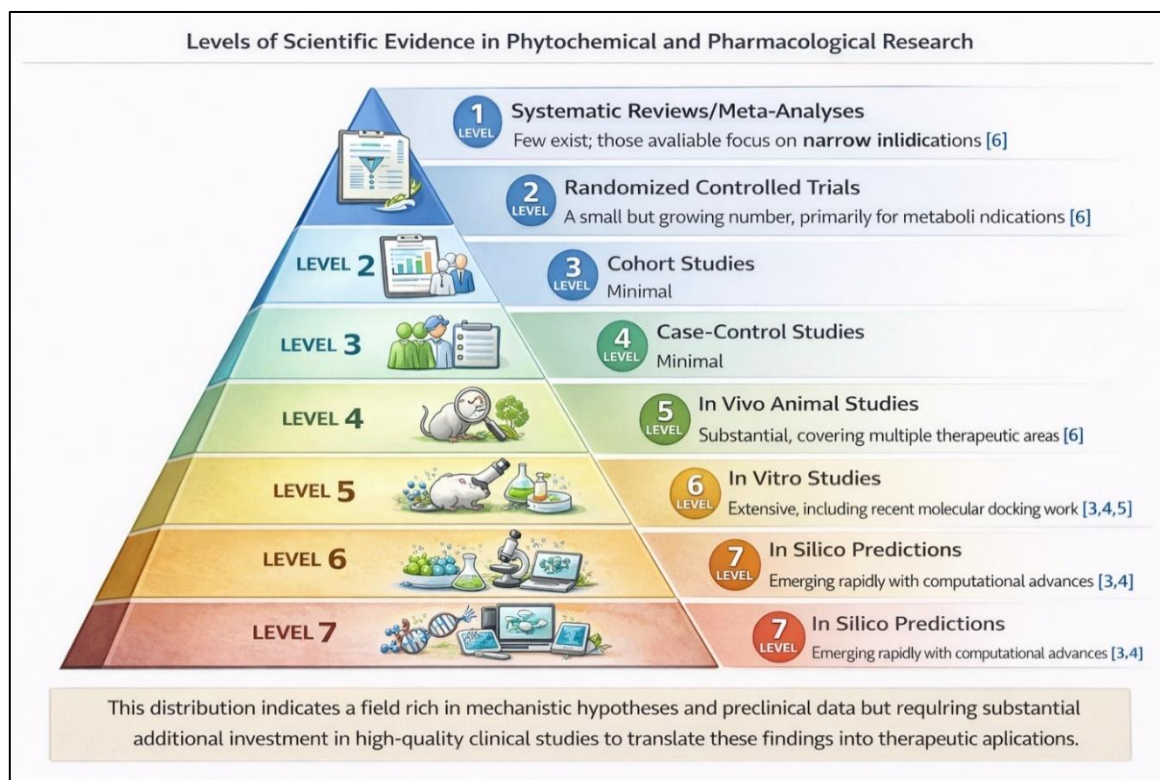 Levels of Scientific Evidence in Phytochemical and Pharmacological Research
1
LEVEL
Systematic Reviews/Meta-Analyses
Few exist; those avaliable focus on narrow inlidications [6]
2
LEVEL
Randomized Controlled Trials
A small but growing number, primarily for metaboli ndications [6]
LEVEL 2
3
LEVEL
Cohort Studies
Minimal
LEVEL 3
4
LEVEL
Case-Control Studies
Minimal
LEVEL 4
5
LEVEL
In Vivo Animal Studies
Substantial, covering multiple therapeutic areas [6]
LEVEL 5
6
LEVEL
In Vitro Studies
Extensive, including recent molecular docking work [3,4,5]
LEVEL 6
7
LEVEL
In Silico Predictions
Emerging rapidly with computational advances [3,4]
LEVEL 7
7
LEVEL
In Silico Predictions
Emerging rapidly with computational advances [3,4]
This distribution indicates a field rich in mechanistic hypotheses and preclinical data but requlring substantial
additional investment in high-quality clinical studies to translate these findings into therapeutic aplications.